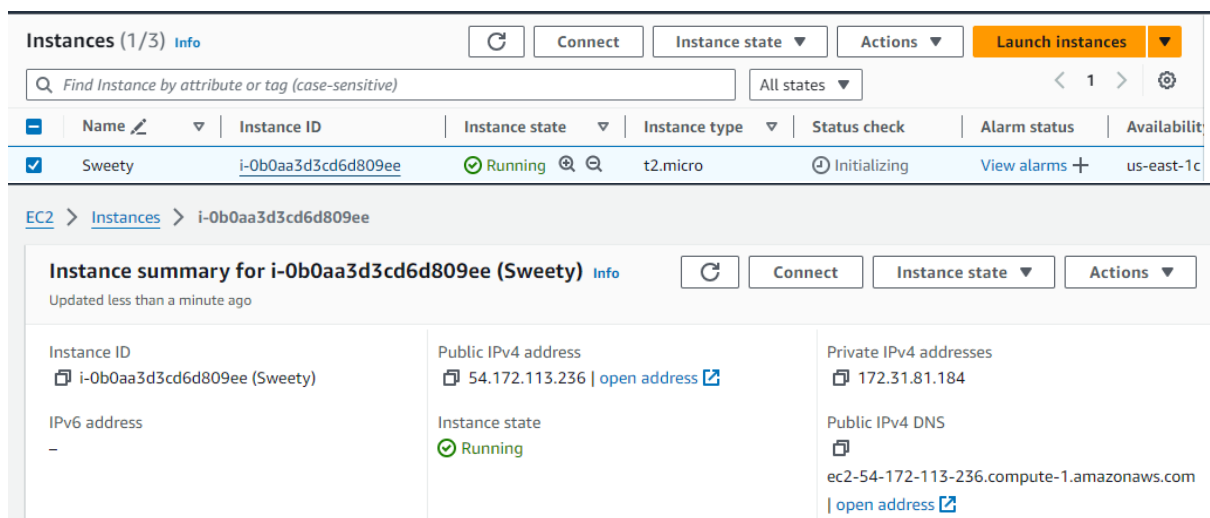 Instances (1/3) Info Connect Instance state Actions Launch instances
Find Instance by attribute or tag (case-sensitive) All states 1
Name Instance ID Instance state Instance type Status check Alarm status Availabilit
Sweety i-0b0aa3d3cd6d809ee Running t2.micro Initializing View alarms + us-east-1c
EC2 > Instances > i-0b0aa3d3cd6d809ee
Instance summary for i-0b0aa3d3cd6d809ee (Sweety) Info Connect Instance state Actions
Updated less than a minute ago
Instance ID Public IPv4 address Private IPv4 addresses
i-0b0aa3d3cd6d809ee (Sweety) 54.172.113.236 | open address 172.31.81.184
IPv6 address Instance state Public IPv4 DNS
– Running
ec2-54-172-113-236.compute-1.amazonaws.com
| open address